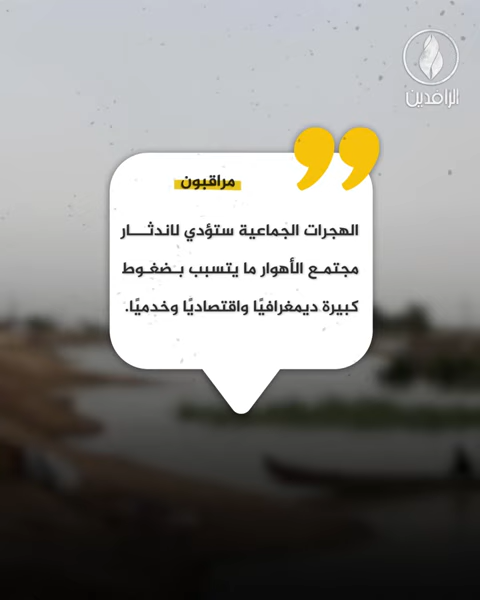 الرافدين
مراقبون
الهجرات الجماعية ستؤدي لاندثـــار
مجتمـع الأهوار ما يتسبب بـضغـوط
كبيرة ديمغرافيًا واقتصاديًا وخدميًا.